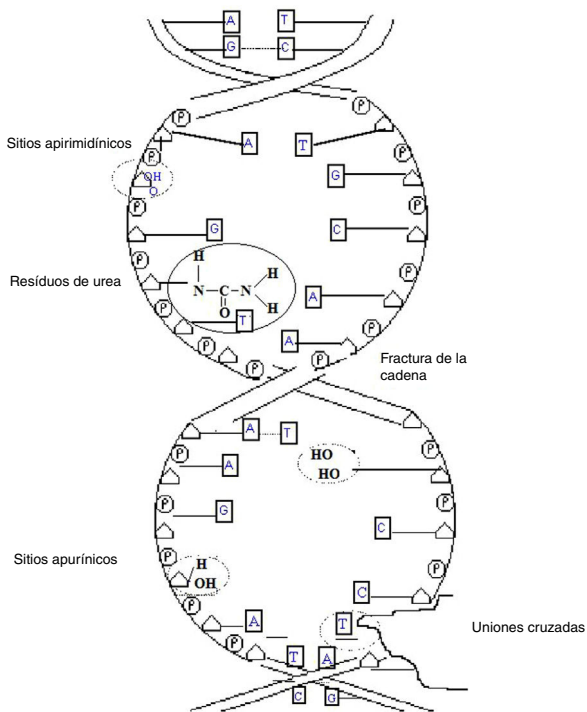 A T
G C
P P
Sitios apirimidínicos
A T
P P
OH
O
G
P P
G C
H
Resíduos de urea
P P
N C N H
O H
A
P T P
P A
P P
Fractura de la
cadena
A T
P HO P
A HO
P G P
C
P P
Sitios apurínicos
H
OH
C P
P A T
Uniones cruzadas
P T A
C G